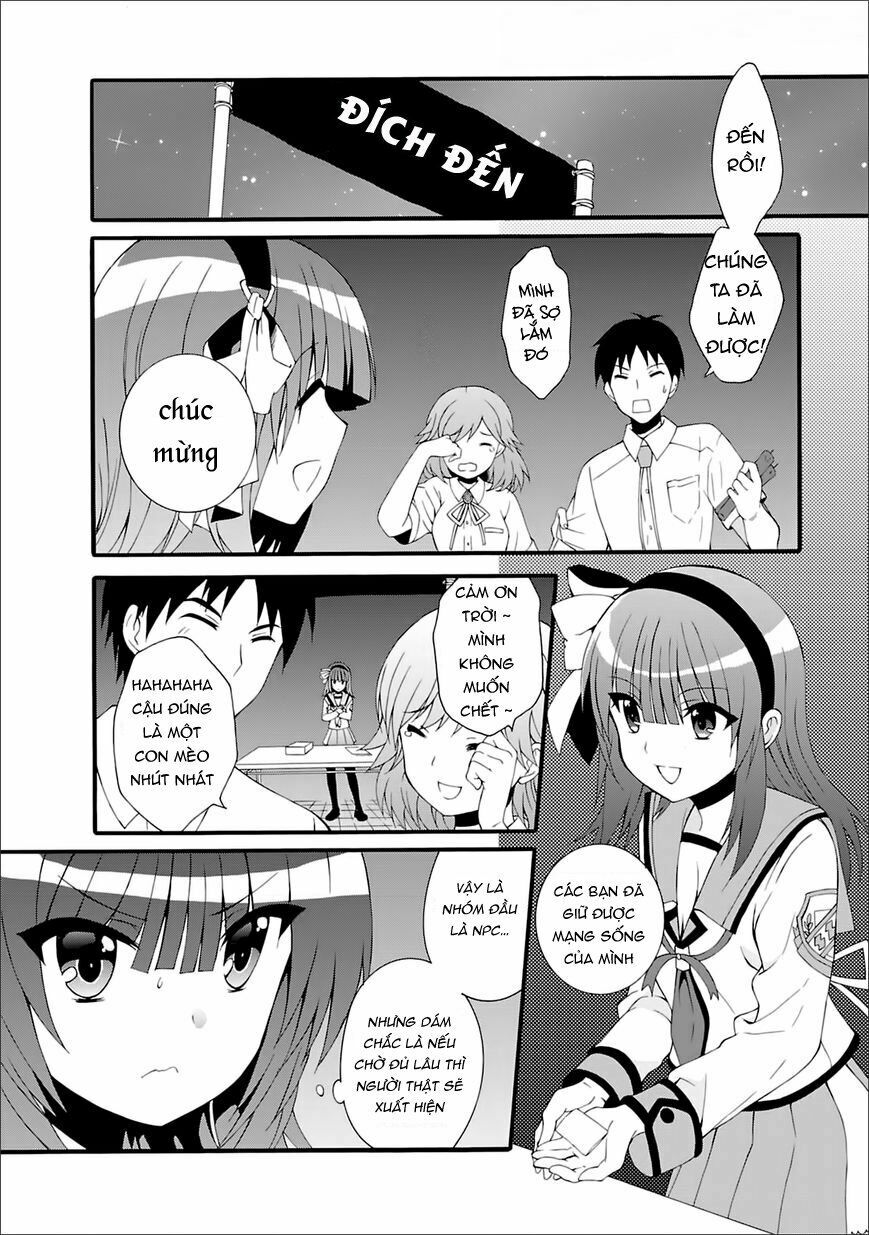 ĐÍCH ĐẾN
ĐẾN
RỒI!
CHÚNG
TA ĐÃ
LÀM
ĐƯỢC!
MÌNH
ĐÃ SỢ
LẮM
ĐÓ
chúc
mừng
CÁC BẠN ĐÃ
GIỮ ĐƯỢC
MẠNG SỐNG
CỦA MÌNH
CẢM ƠN
TRỜI ~
MÌNH
KHÔNG
MUỐN
CHẾT ~
HAHAHAHA
CẬU ĐÚNG
LÀ MỘT
CON MÈO
NHÚT NHÁT
VẬY LÀ
NHÓM ĐẦU
LÀ NPC...
NHƯNG DÁM
CHẮC LÀ NẾU
CHỜ ĐỦ LÂU THÌ
NGƯỜI THẬT SẼ
XUẤT HIỆN